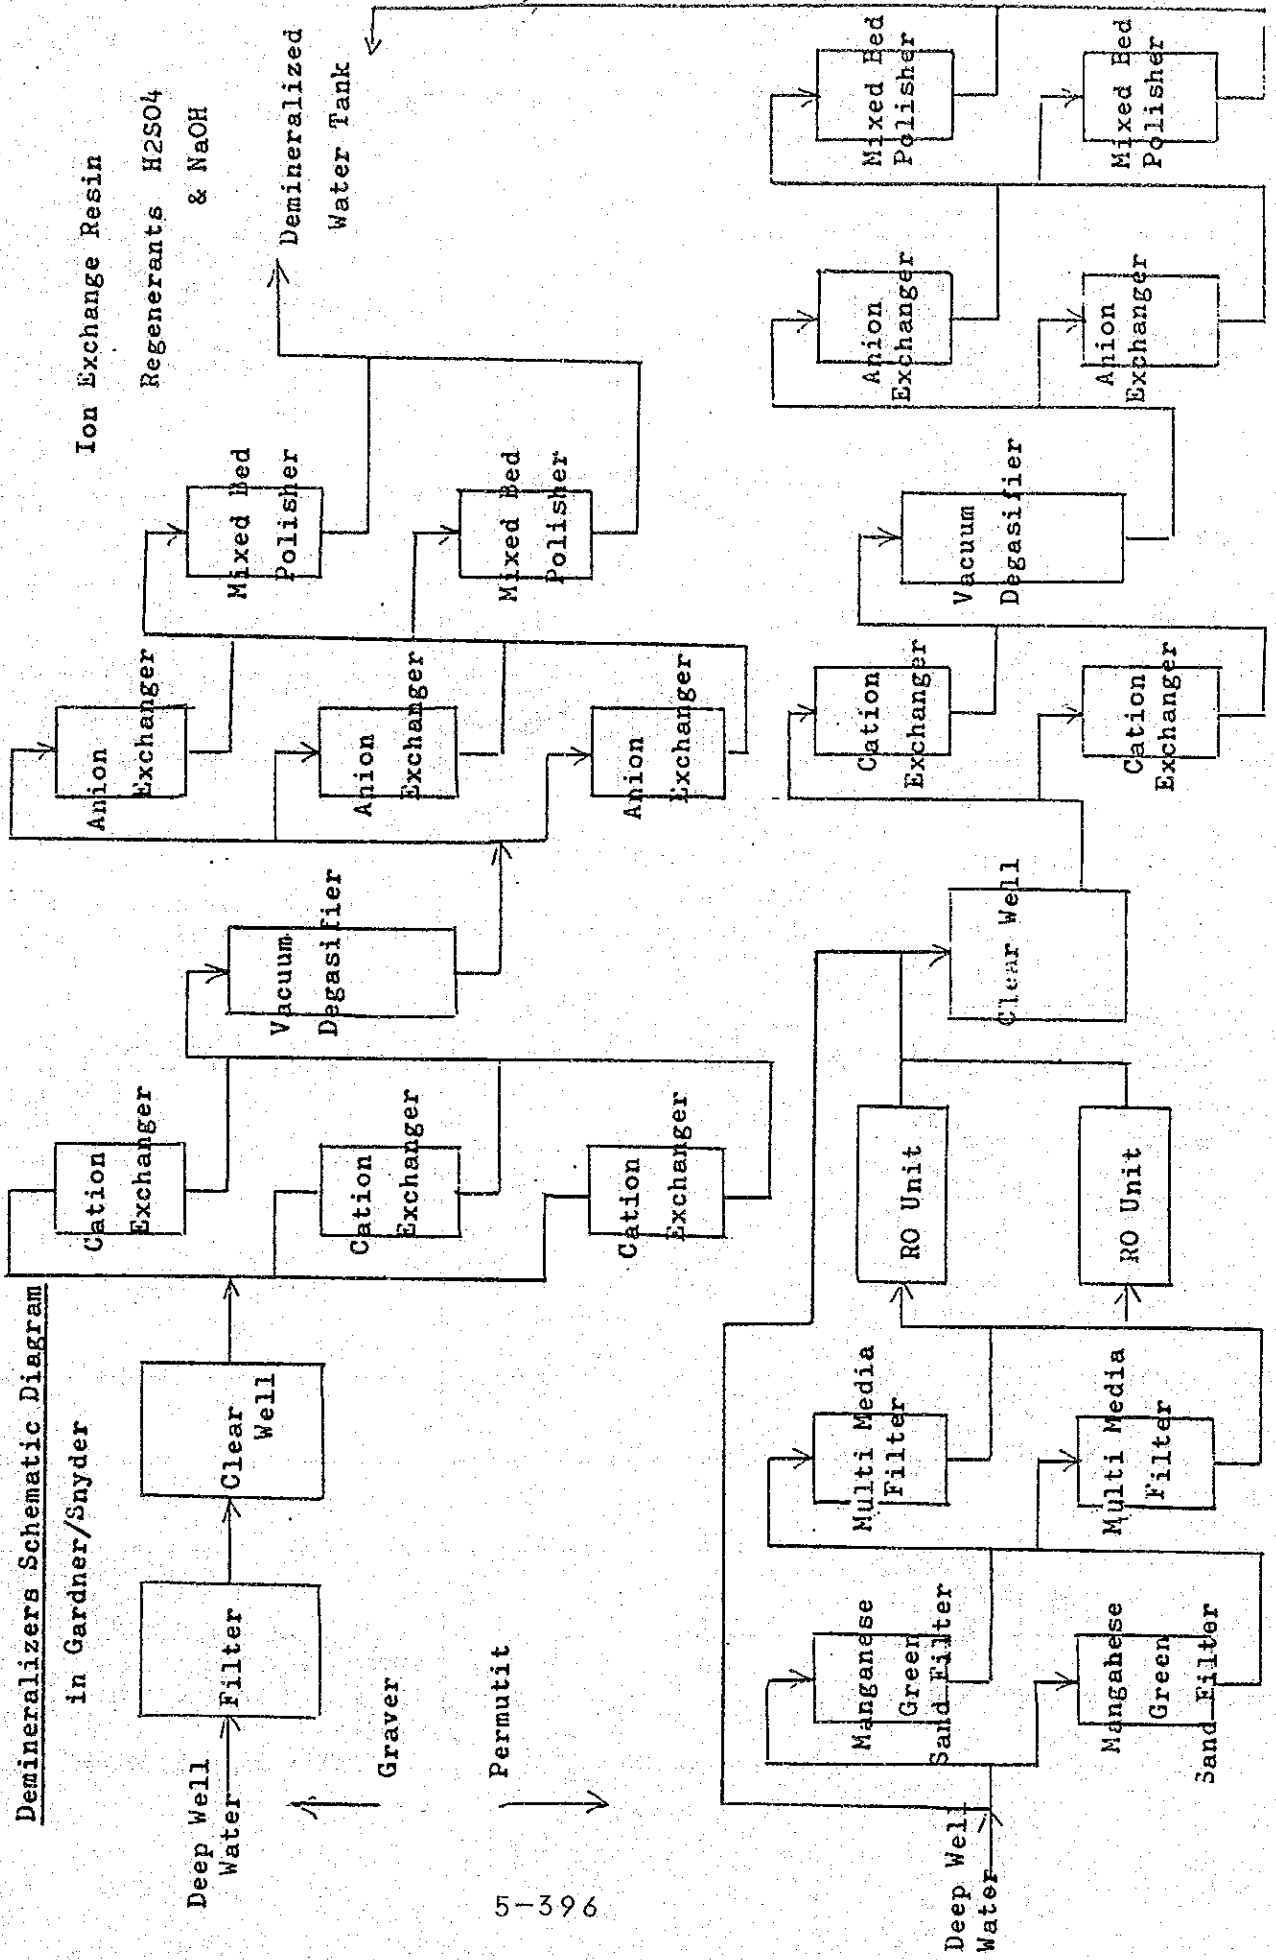 Demineralizers Schematic Diagram
in Gardner/Snyder
Ion Exchange Resin
Regenerants H2SO4
& NaOH
Deep Well
Water
Filter
Clear
Well
Cation
Exchanger
Cation
Exchanger
Cation
Exchanger
Vacuum
Degasifier
Anion
Exchanger
Anion
Exchanger
Anion
Exchanger
Mixed Bed
Polisher
Mixed Bed
Polisher
Demineralized
Water Tank
Graver
Permutit
Deep Well
Water
Manganese
Green
Sand Filter
Manganese
Green
Sand Filter
Multi Media
Filter
Multi Media
Filter
RO Unit
RO Unit
Clear Well
Cation
Exchanger
Cation
Exchanger
Vacuum
Degasifier
Anion
Exchanger
Anion
Exchanger
Mixed Bed
Polisher
Mixed Bed
Polisher
5-396